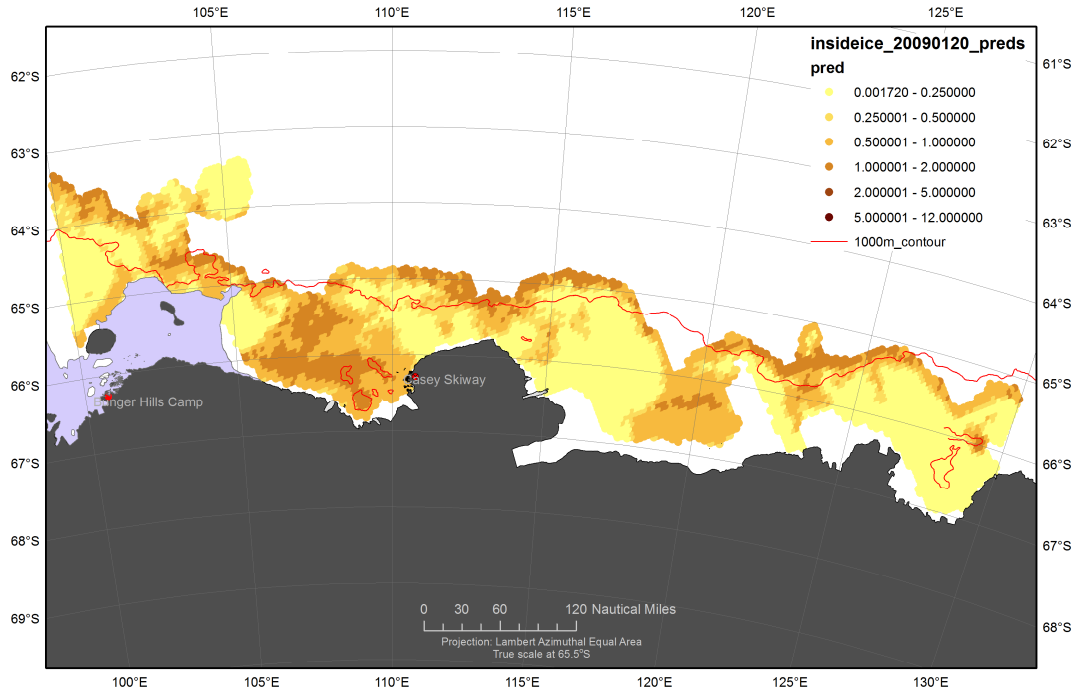 105°E 110°E 115°E 120°E 125°E
insideice_20090120_preds
pred
0.001720 - 0.250000
0.250001 - 0.500000
0.500001 - 1.000000
1.000001 - 2.000000
2.000001 - 5.000000
5.000001 - 12.000000
1000m_contour
62°S
63°S
64°S
65°S
66°S
67°S
68°S
69°S
61°S
62°S
63°S
64°S
65°S
66°S
67°S
68°S
asey Skiway
Bunger Hills Camp
0 30 60 120 Nautical Miles
Projection: Lambert Azimuthal Equal Area
True scale at 65.5°S
100°E 105°E 110°E 115°E 120°E 125°E 130°E